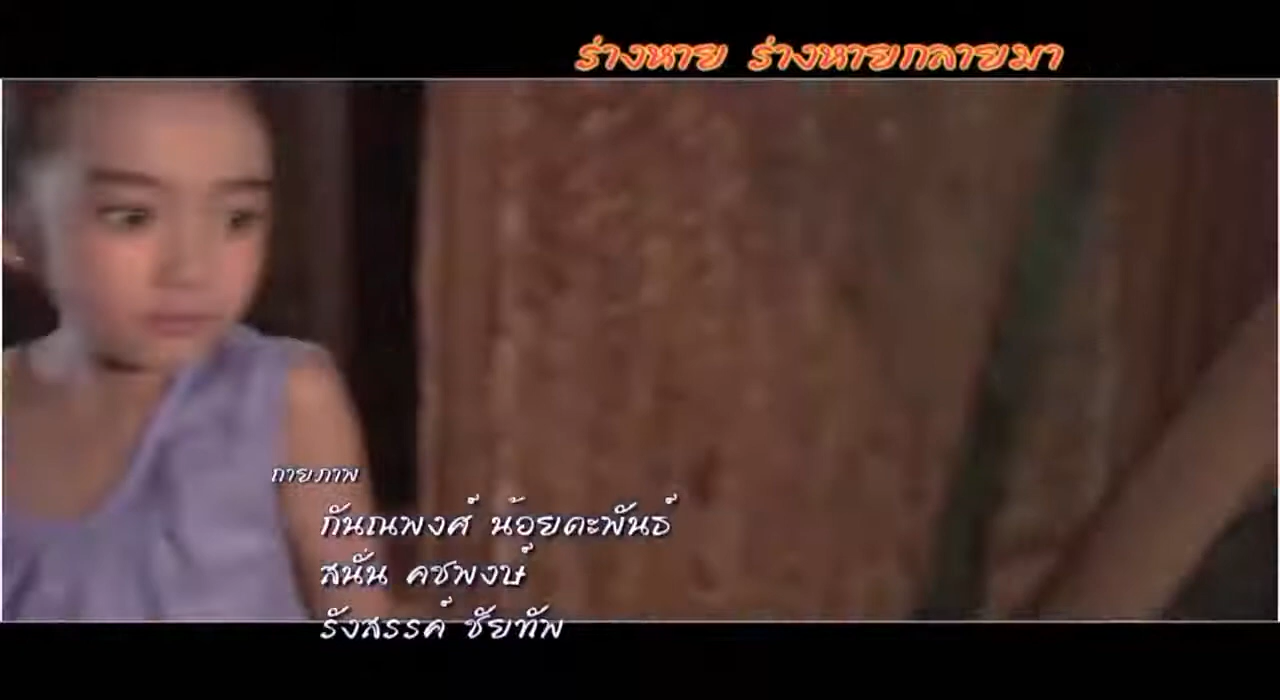 ร่างหาย ร่างหายกลายมา
ถ่ายภาพ
กันณพงศ์ น้อยดะพันธ์
สนั่น คชพงษ์
รังสรรค์ ชัยทัพ